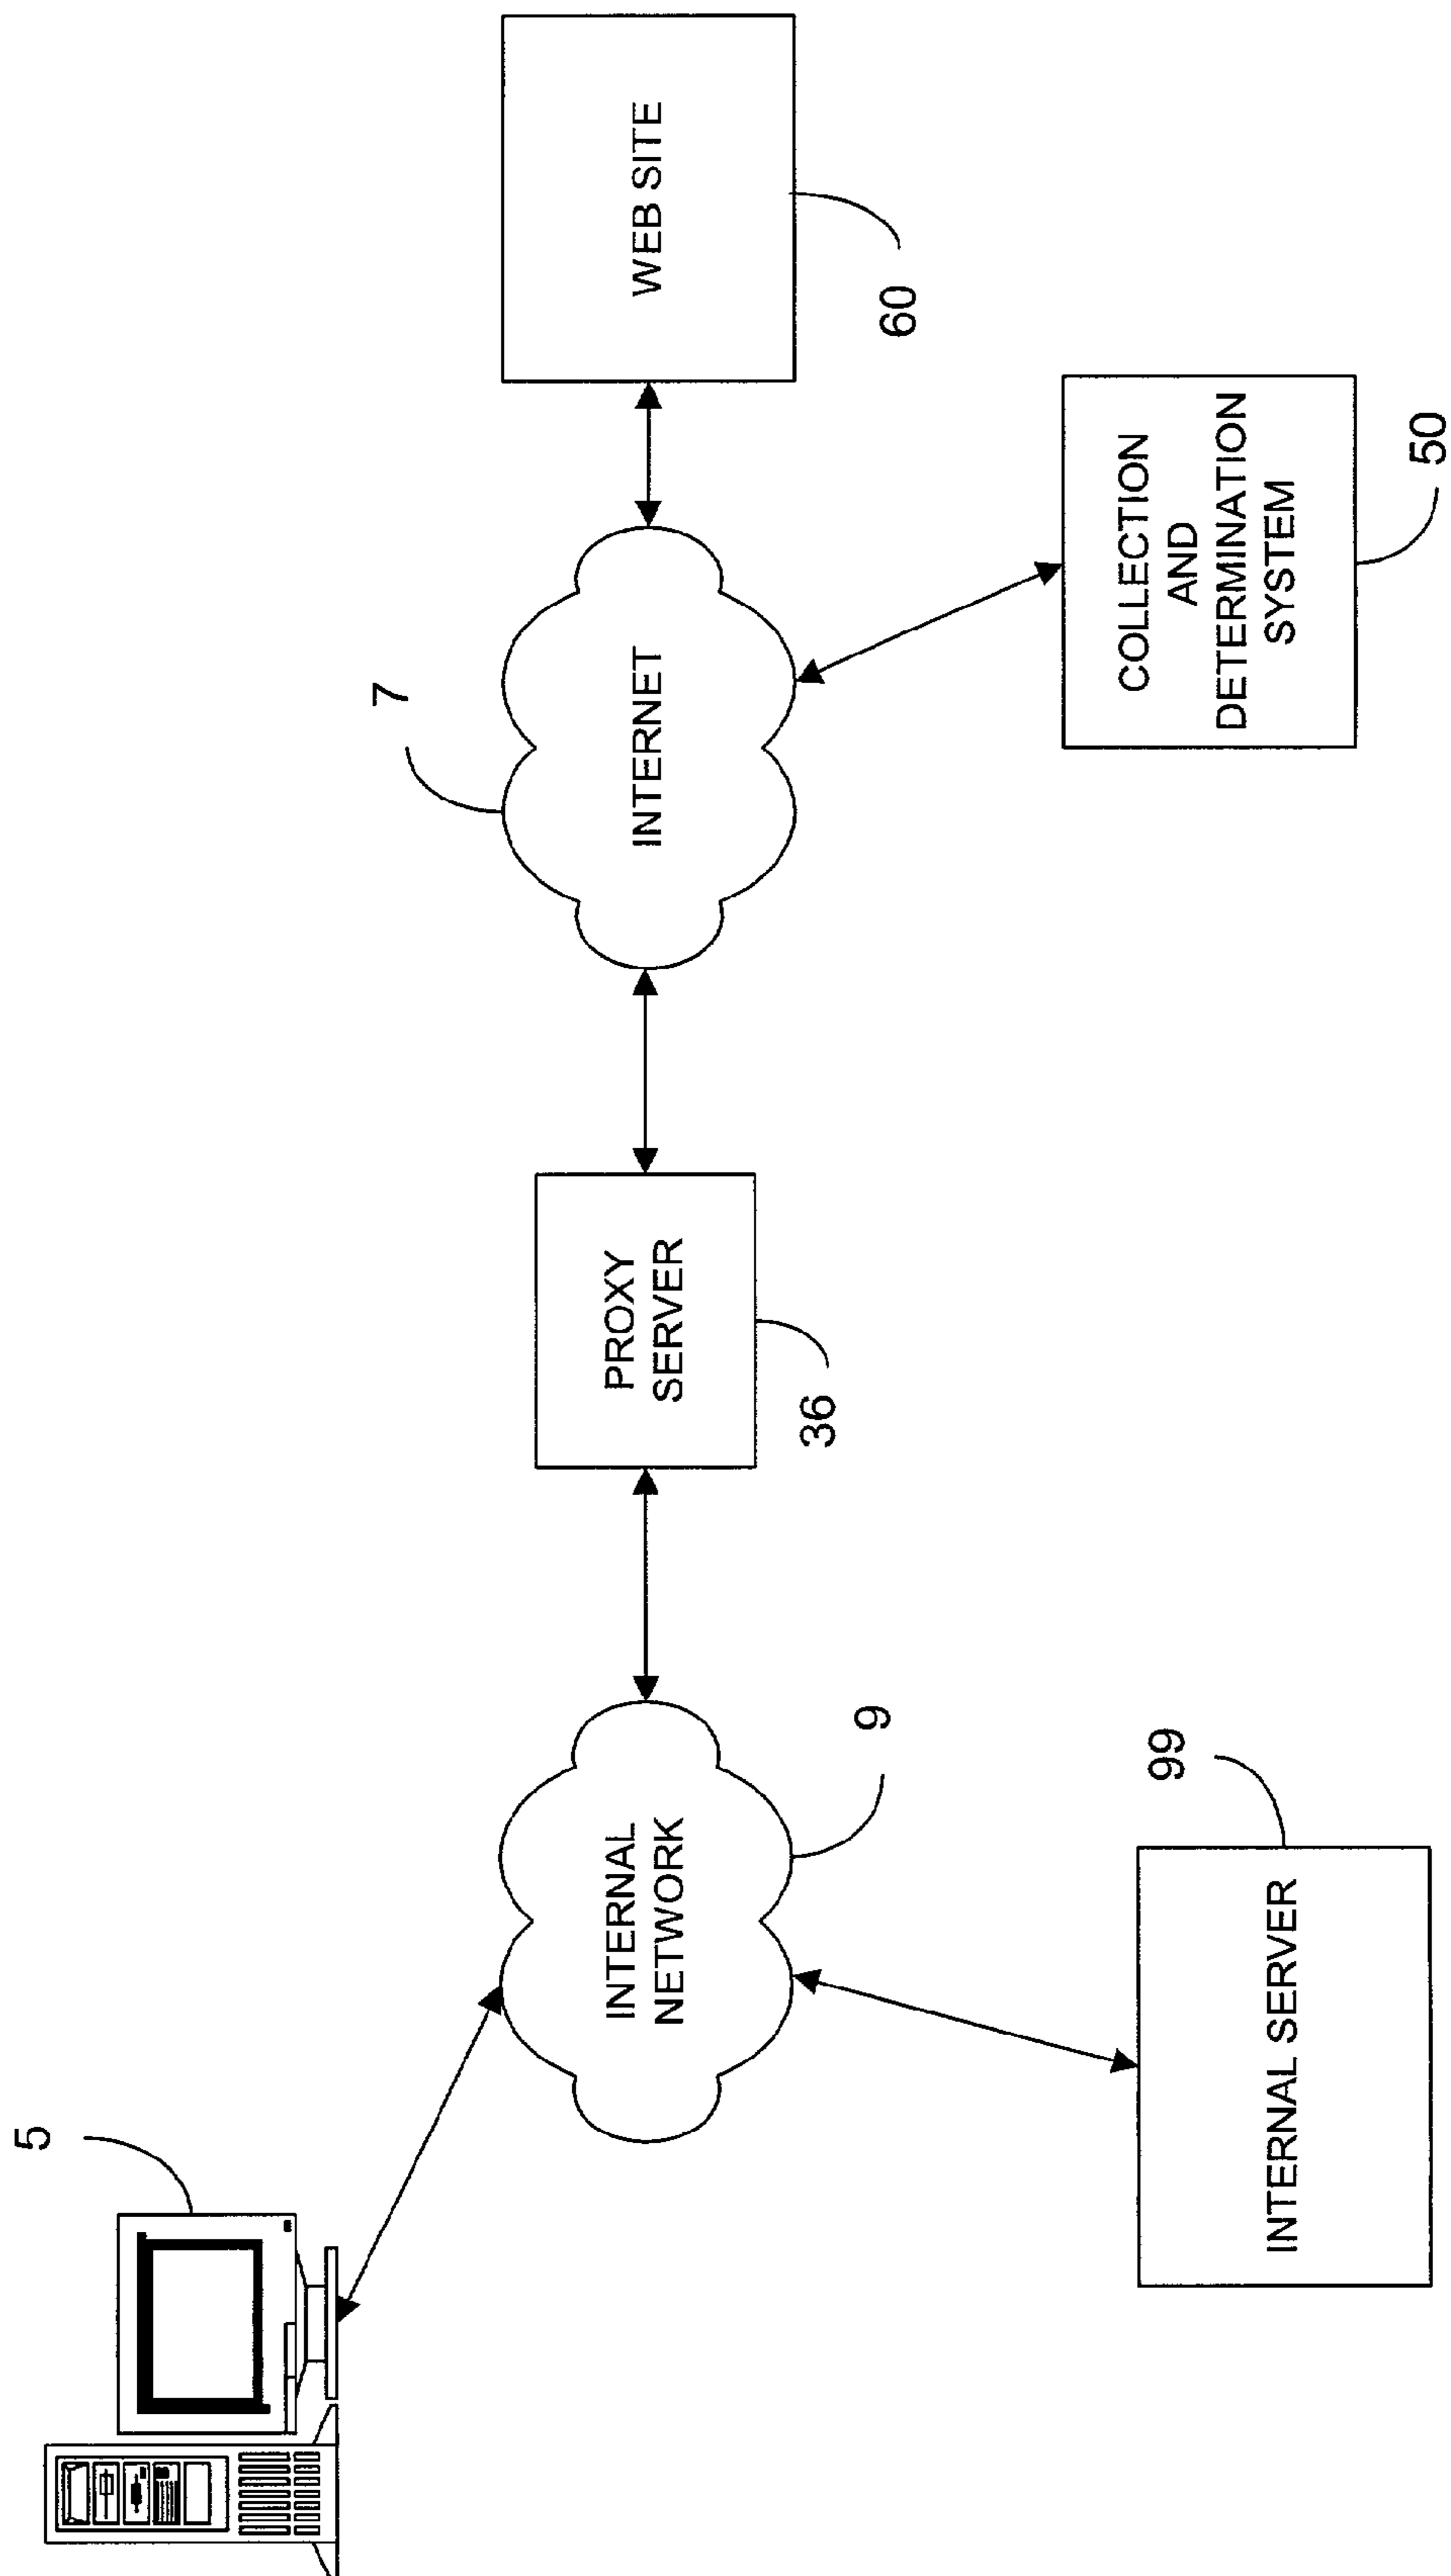 5
INTERNAL
NETWORK
9
INTERNAL SERVER
99
PROXY
SERVER
36
INTERNET
7
WEB SITE
60
COLLECTION
AND
DETERMINATION
SYSTEM
50